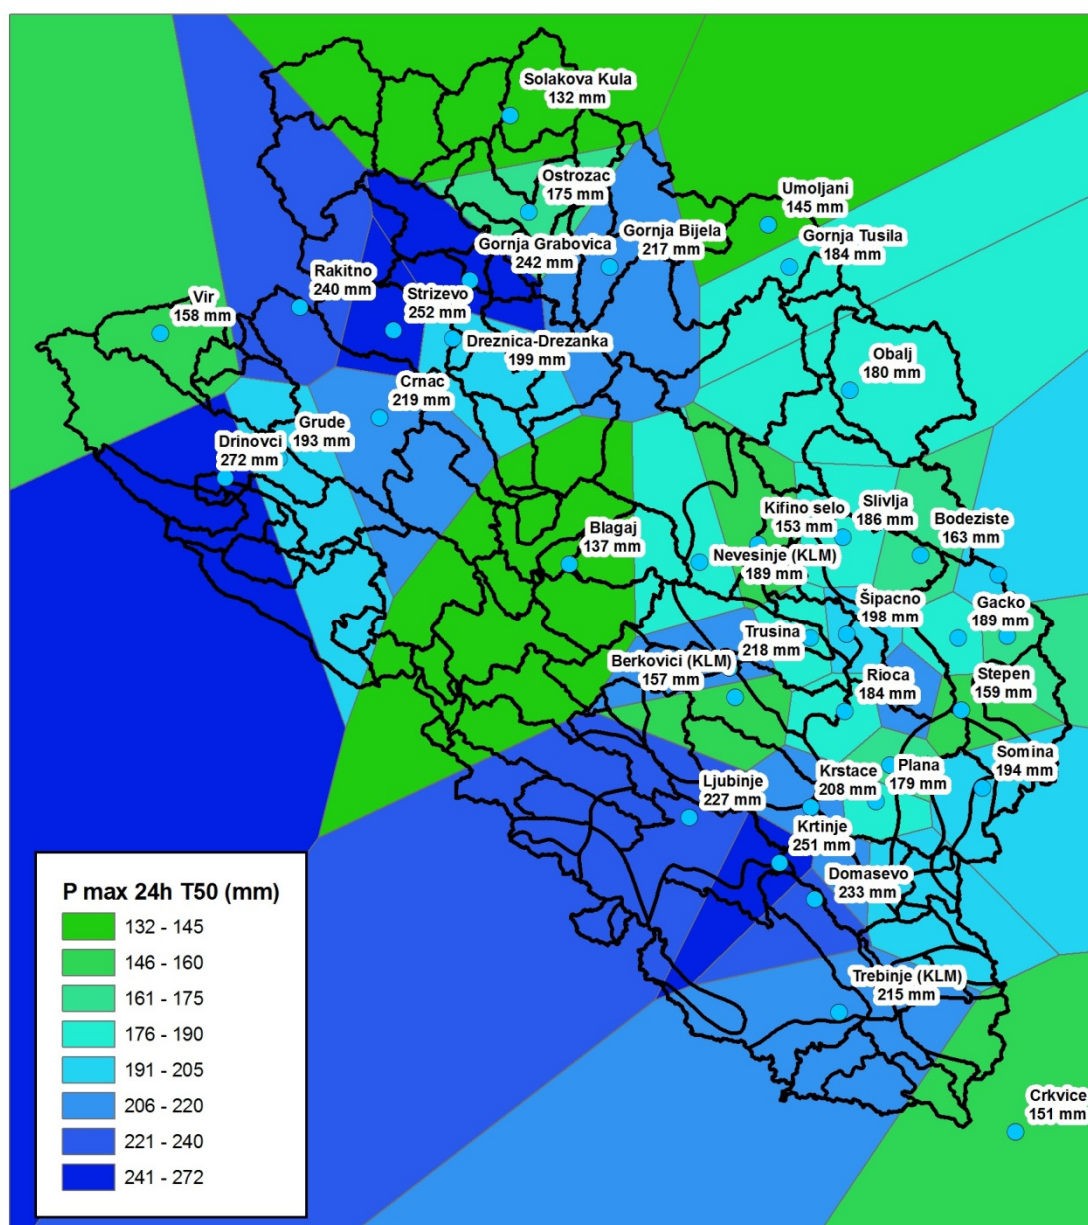 Solakova Kula
132 mm
Ostrozac
175 mm
Umoljani
145 mm
Gornja Grabovica
242 mm
Gornja Bijela
217 mm
Gornja Tusila
184 mm
Rakitno
240 mm
Strizevo
252 mm
Vir
158 mm
Dreznica-Drezanka
199 mm
Obalj
180 mm
Crnac
219 mm
Grude
193 mm
Drinovci
272 mm
Blagaj
137 mm
Kifino selo
153 mm
Slivlja
186 mm
Bodeziste
163 mm
Nevesinje (KLM)
189 mm
Šipacno
198 mm
Gacko
189 mm
Trusina
218 mm
Berkovici (KLM)
157 mm
Rioca
184 mm
Stepen
159 mm
Somina
194 mm
Ljubinje
227 mm
Krstace
208 mm
Plana
179 mm
Krtinje
251 mm
Domasevo
233 mm
Trebinje (KLM)
215 mm
Crkvice
151 mm
P max 24h T50 (mm)
132 - 145
146 - 160
161 - 175
176 - 190
191 - 205
206 - 220
221 - 240
241 - 272